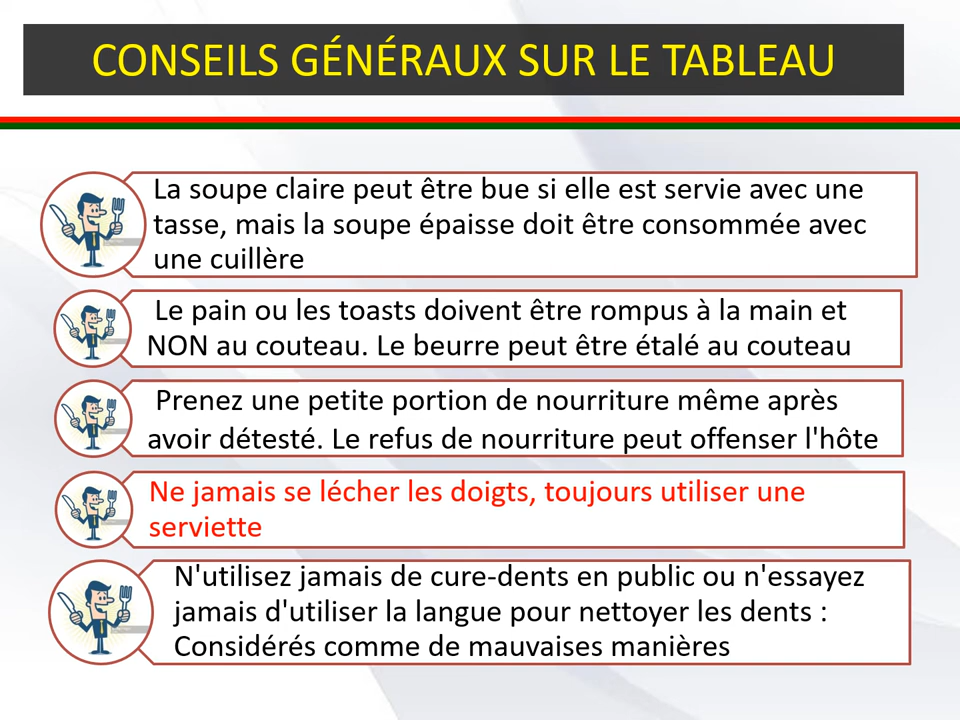 CONSEILS GÉNÉRAUX SUR LE TABLEAU
La soupe claire peut être bue si elle est servie avec une
tasse, mais la soupe épaisse doit être consommée avec
une cuillère
Le pain ou les toasts doivent être rompus à la main et
NON au couteau. Le beurre peut être étalé au couteau
Prenez une petite portion de nourriture même après
avoir détesté. Le refus de nourriture peut offenser l'hôte
Ne jamais se lécher les doigts, toujours utiliser une
serviette
N'utilisez jamais de cure-dents en public ou n'essayez
jamais d'utiliser la langue pour nettoyer les dents :
Considérés comme de mauvaises manières